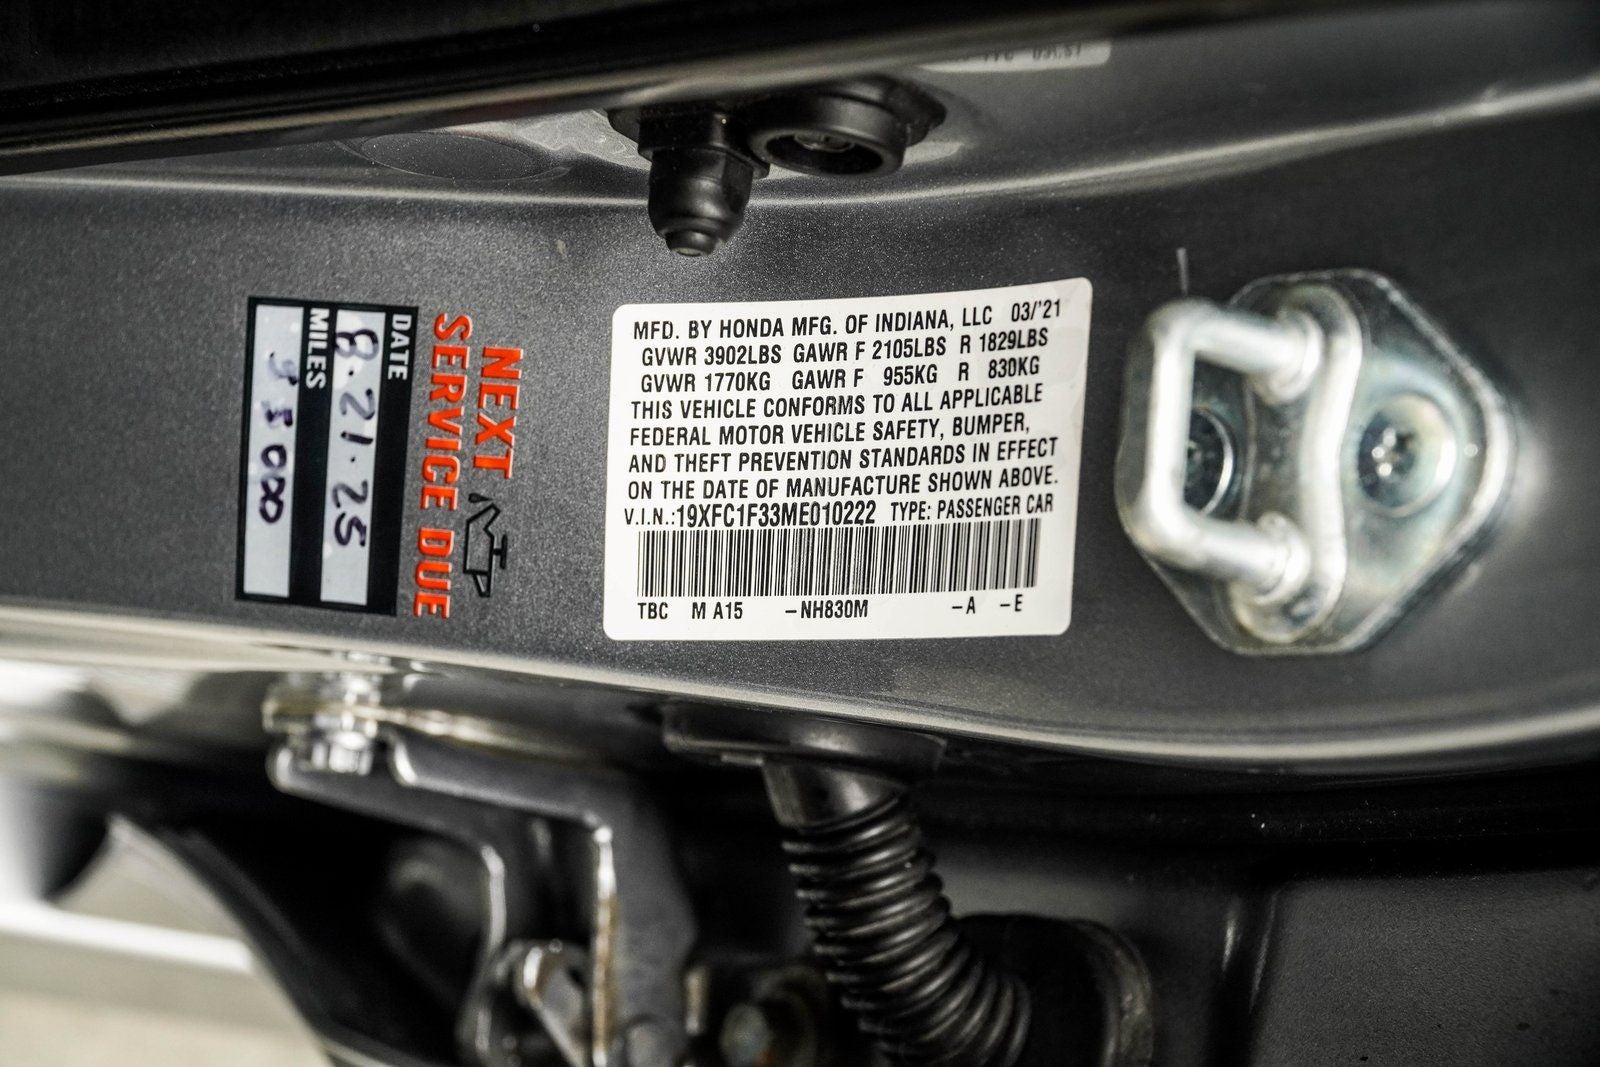 MFD. BY HONDA MFG. OF INDIANA, LLC 03/'21
GVWR 3902LBS GAWR F 2105LBS R 1829LBS
GVWR 1770KG GAWR F 955KG R 830KG
THIS VEHICLE CONFORMS TO ALL APPLICABLE
FEDERAL MOTOR VEHICLE SAFETY, BUMPER,
AND THEFT PREVENTION STANDARDS IN EFFECT
ON THE DATE OF MANUFACTURE SHOWN ABOVE.
V.I.N.:19XFC1F33ME010222 TYPE: PASSENGER CAR
TBC M A15 -NH830M -A -E
NEXT
SERVICE DUE
DATE
8·21·25
MILES